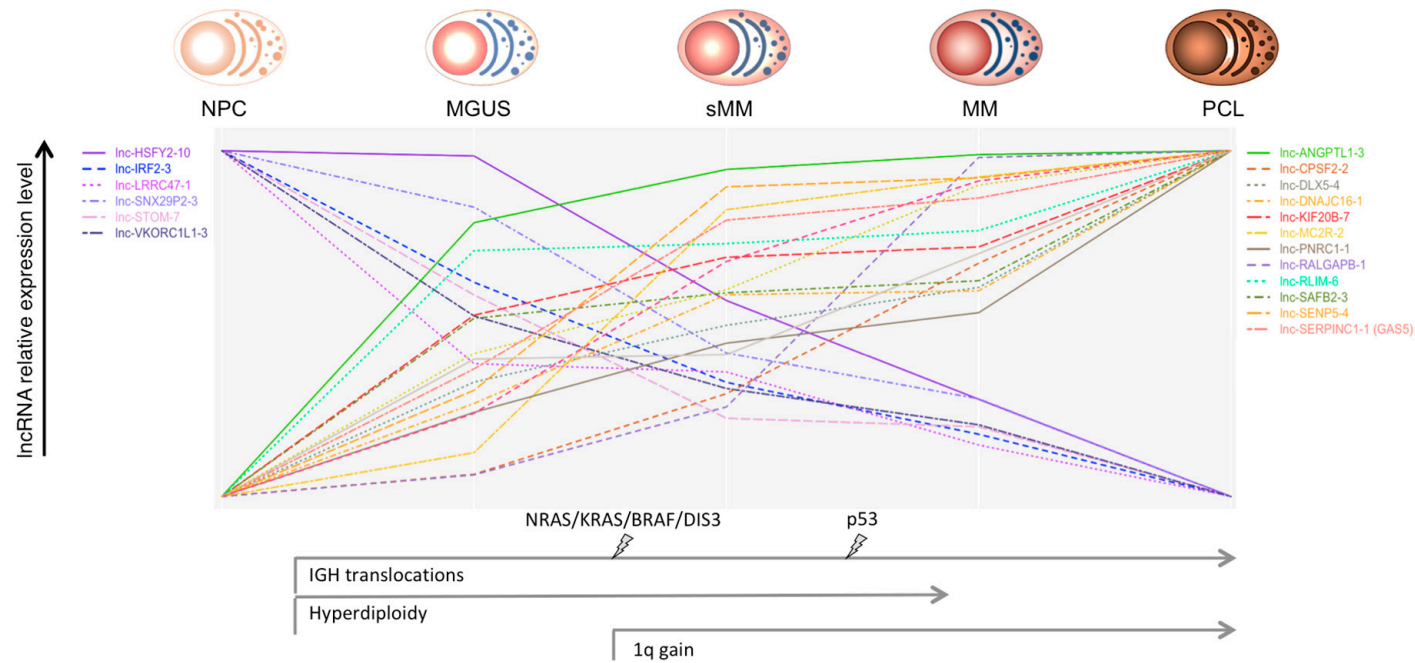 NPC MGUS sMM MM PCL
lncRNA relative expression level
lnc-HSFY2-10
lnc-IRF2-3
lnc-LRRC47-1
lnc-SNX29P2-3
lnc-STOM-7
lnc-VKORC1L1-3
lnc-ANGPTL1-3
lnc-CPSF2-2
lnc-DLX5-4
lnc-DNAJC16-1
lnc-KIF20B-7
lnc-MC2R-2
lnc-PNRC1-1
lnc-RALGAPB-1
lnc-RLIM-6
lnc-SAFB2-3
lnc-SENP5-4
lnc-SERPINC1-1 (GAS5)
NRAS/KRAS/BRAF/DIS3 p53
IGH translocations
Hyperdiploidy
1q gain